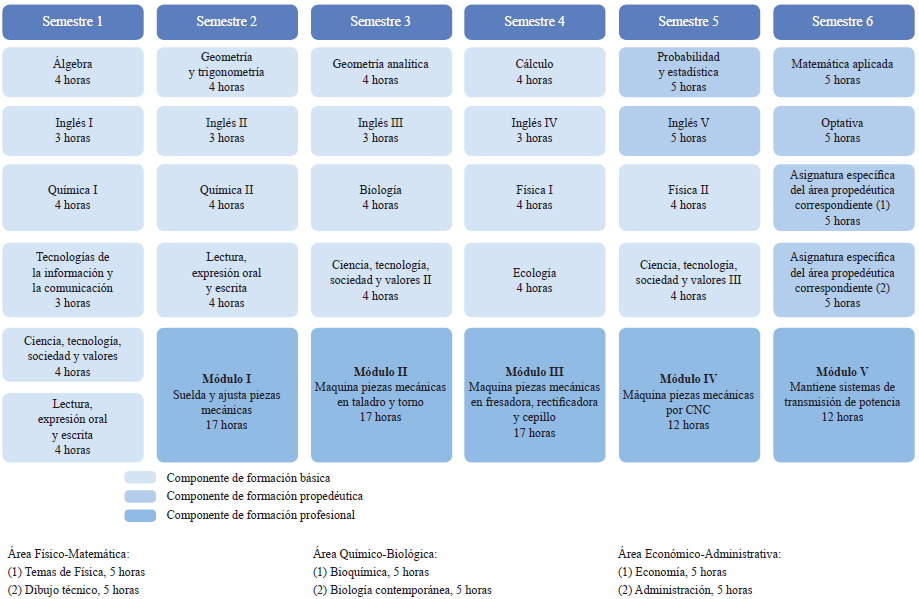 Semestre 1
Semestre 2
Semestre 3
Semestre 4
Semestre 5
Semestre 6
Álgebra
4 horas
Geometría
y trigonometría
4 horas
Geometría analítica
4 horas
Cálculo
4 horas
Probabilidad
y estadística
5 horas
Matemática aplicada
5 horas
Inglés I
3 horas
Inglés II
3 horas
Inglés III
3 horas
Inglés IV
3 horas
Inglés V
5 horas
Optativa
5 horas
Química I
4 horas
Química II
4 horas
Biología
4 horas
Física I
4 horas
Física II
4 horas
Asignatura específica
del área propedéutica
correspondiente (1)
5 horas
Tecnologías de
la información y
la comunicación
3 horas
Lectura,
expresión oral
y escrita
4 horas
Ciencia, tecnología,
sociedad y valores II
4 horas
Ecología
4 horas
Ciencia, tecnología,
sociedad y valores III
4 horas
Asignatura específica
del área propedéutica
correspondiente (2)
5 horas
Ciencia, tecnología,
sociedad y valores
4 horas
Lectura,
expresión oral
y escrita
4 horas
Módulo I
Suelda y ajusta piezas
mecánicas
17 horas
Módulo II
Maquina piezas mecánicas
en taladro y torno
17 horas
Módulo III
Maquina piezas mecánicas
en fresadora, rectificadora
y cepillo
17 horas
Módulo IV
Máquina piezas mecánicas
por CNC
12 horas
Módulo V
Mantiene sistemas de
transmisión de potencia
12 horas
Componente de formación básica
Componente de formación propedéutica
Componente de formación profesional
Área Físico-Matemática:
(1) Temas de Física, 5 horas
(2) Dibujo técnico, 5 horas
Área Químico-Biológica:
(1) Bioquímica, 5 horas
(2) Biología contemporánea, 5 horas
Área Económico-Administrativa:
(1) Economía, 5 horas
(2) Administración, 5 horas